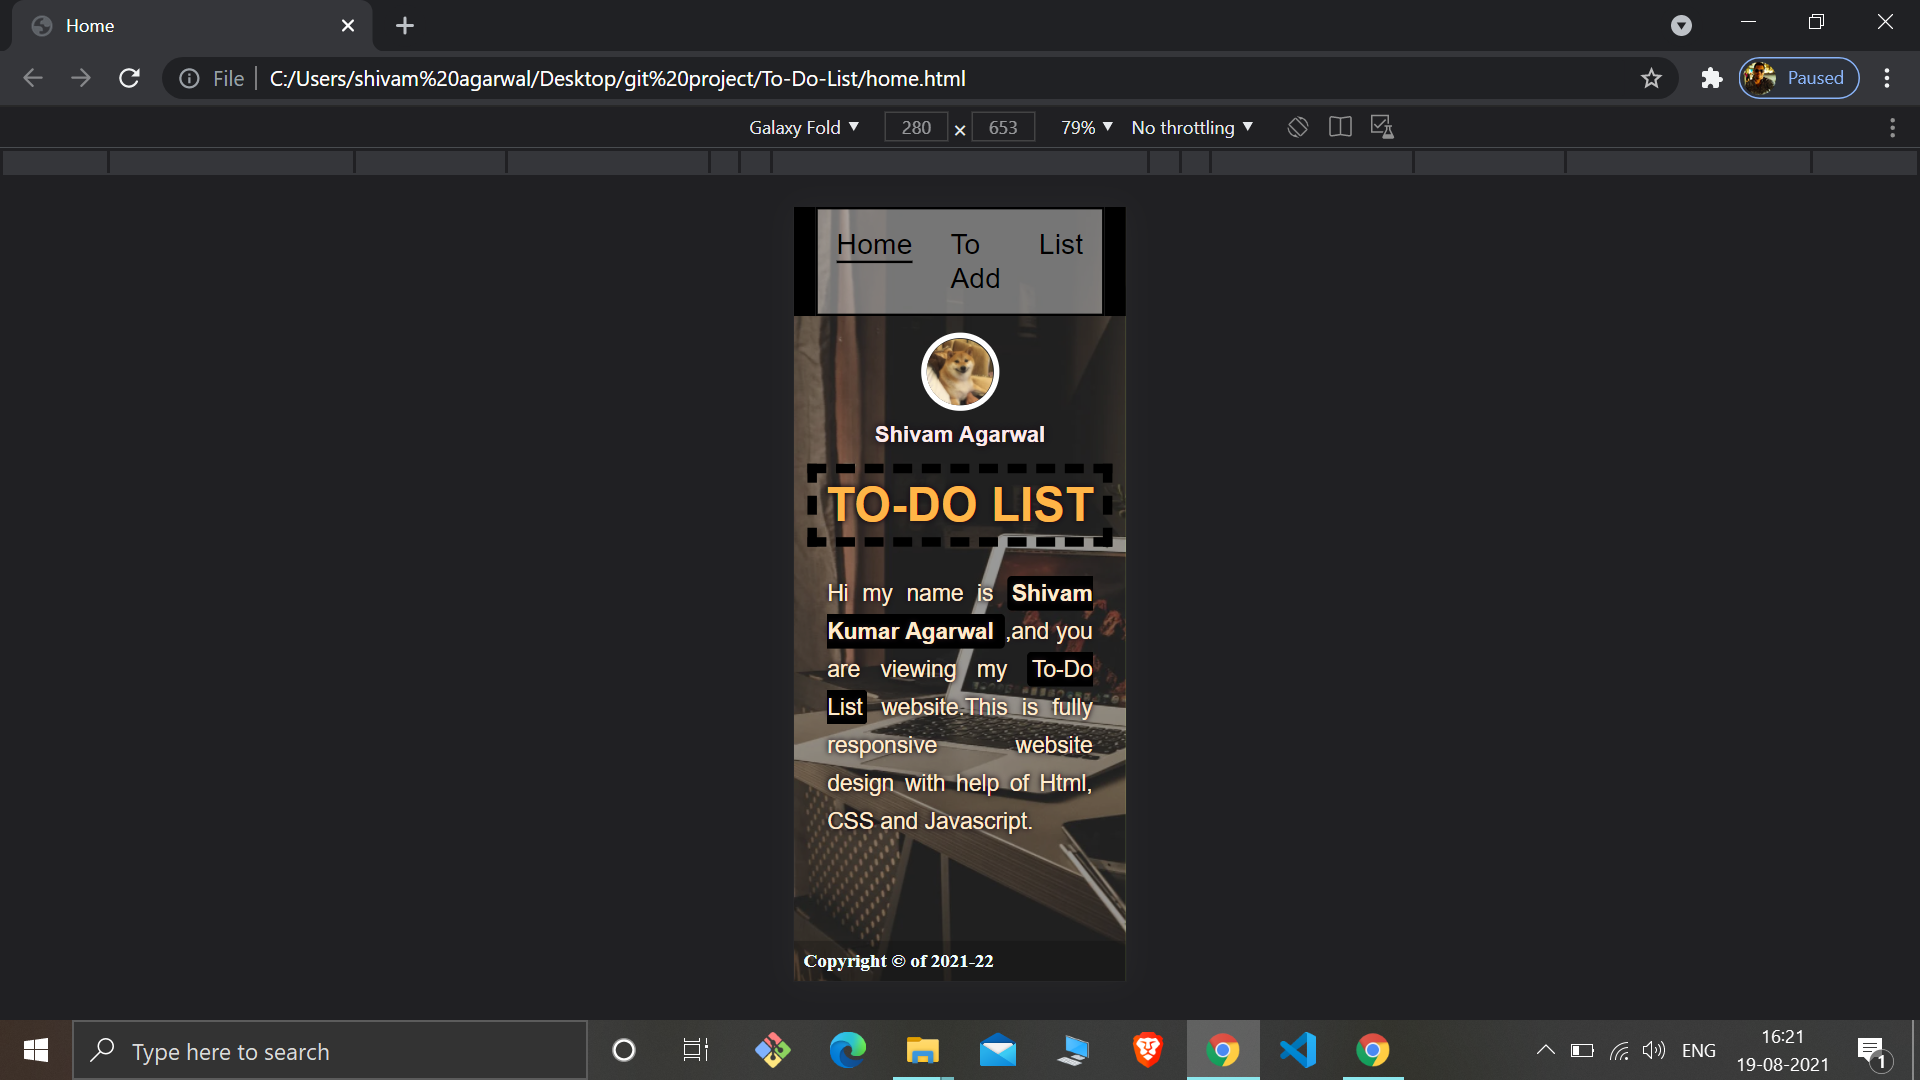 Home
File
C:/Users/shivam%20agarwal/Desktop/git%20project/To-Do-List/home.html
Paused
Galaxy Fold
280 × 653
79%
No throttling
Home To Add List
Shivam Agarwal
TO-DO LIST
Hi my name is Shivam
Kumar Agarwal ,and you
are viewing my To-Do
List website.This is fully
responsive website
design with help of Html,
CSS and Javascript.
Copyright © of 2021-22
Type here to search
ENG
16:21
19-08-2021
1